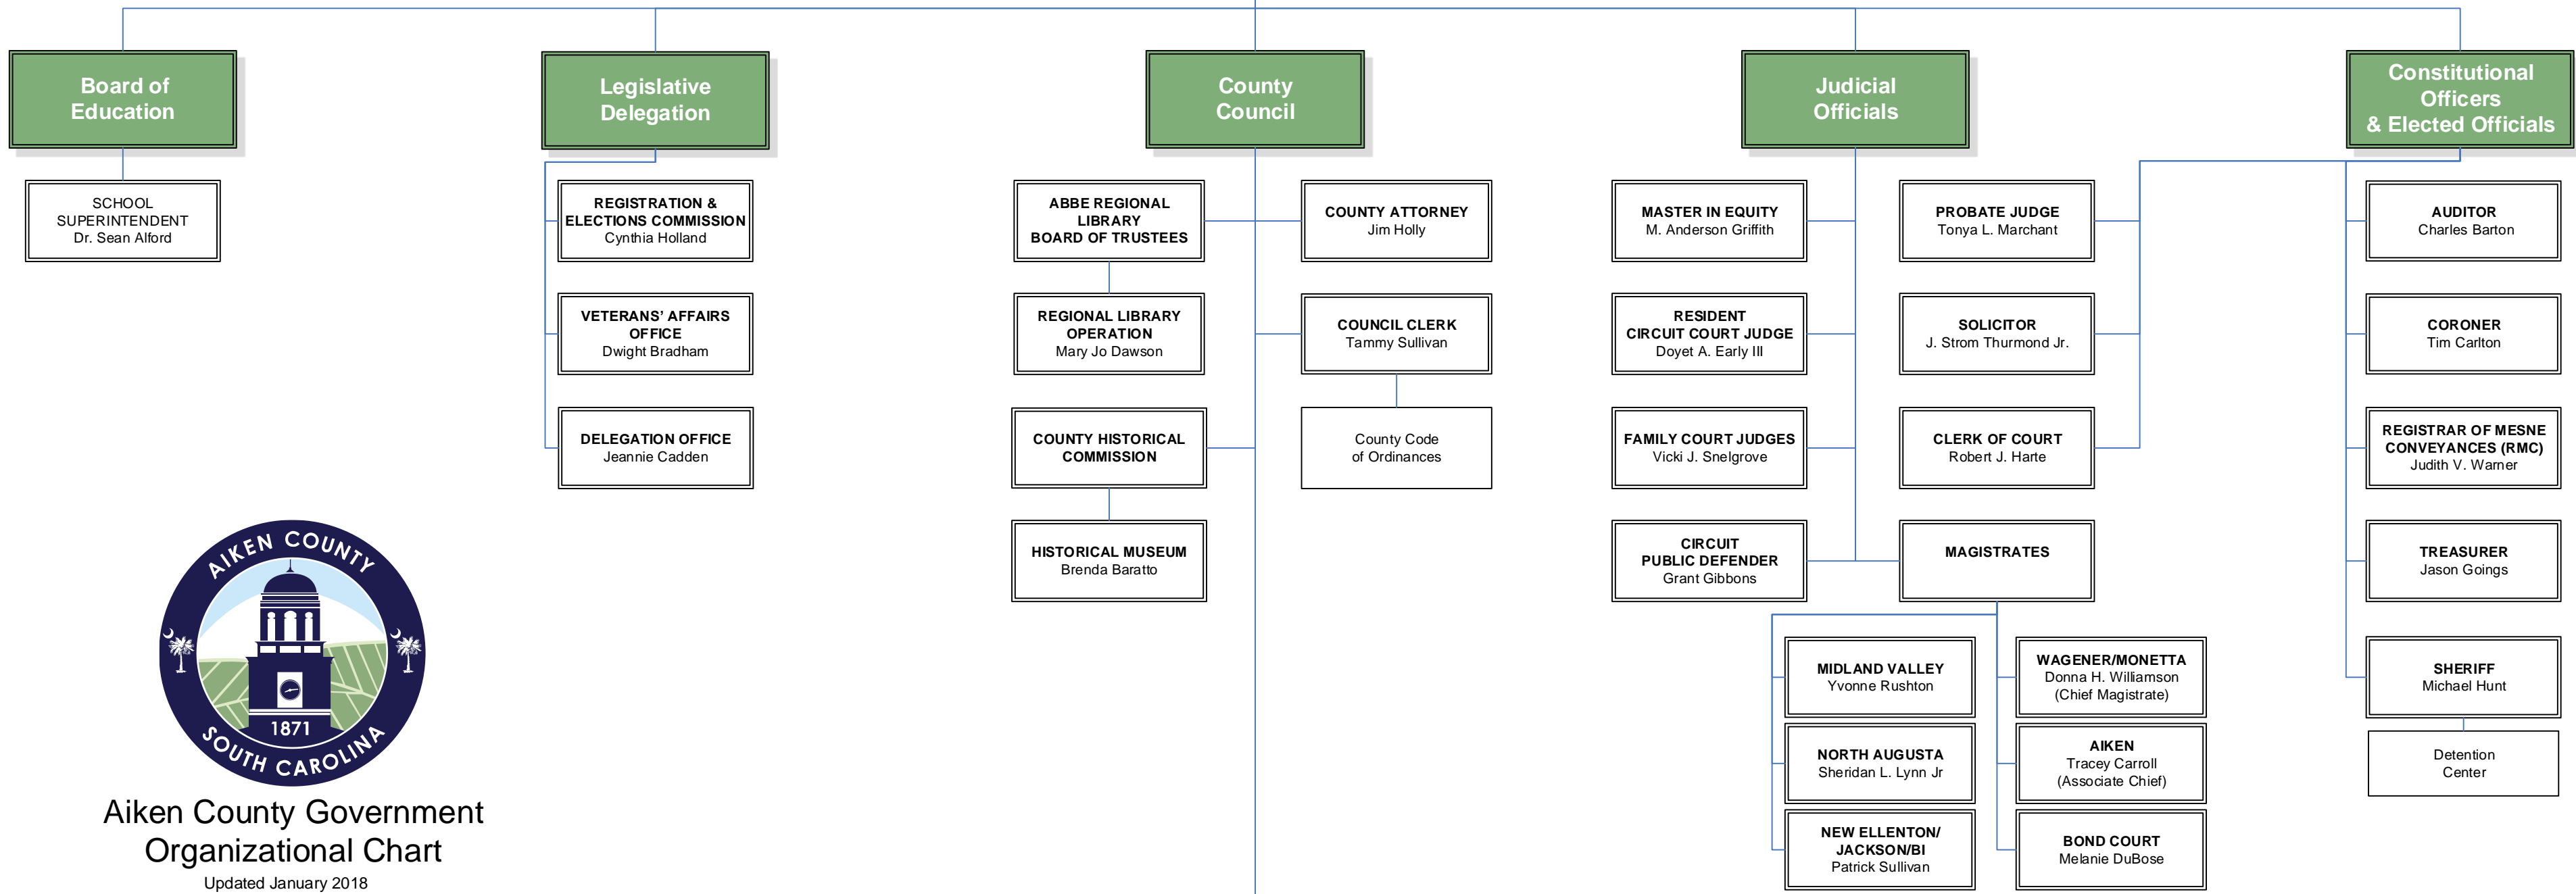 Board of
Education
Legislative
Delegation
County
Council
Judicial
Officials
Constitutional
Officers
& Elected Officials
SCHOOL
SUPERINTENDENT
Dr. Sean Alford
REGISTRATION &
ELECTIONS COMMISSION
Cynthia Holland
VETERANS’ AFFAIRS
OFFICE
Dwight Bradham
DELEGATION OFFICE
Jeannie Cadden
ABBE REGIONAL
LIBRARY
BOARD OF TRUSTEES
REGIONAL LIBRARY
OPERATION
Mary Jo Dawson
COUNTY HISTORICAL
COMMISSION
HISTORICAL MUSEUM
Brenda Baratto
COUNTY ATTORNEY
Jim Holly
COUNCIL CLERK
Tammy Sullivan
County Code
of Ordinances
MASTER IN EQUITY
M. Anderson Griffith
RESIDENT
CIRCUIT COURT JUDGE
Doyet A. Early III
FAMILY COURT JUDGES
Vicki J. Snelgrove
CIRCUIT
PUBLIC DEFENDER
Grant Gibbons
PROBATE JUDGE
Tonya L. Marchant
SOLICITOR
J. Strom Thurmond Jr.
CLERK OF COURT
Robert J. Harte
MAGISTRATES
MIDLAND VALLEY
Yvonne Rushton
NORTH AUGUSTA
Sheridan L. Lynn Jr
NEW ELLENTON/
JACKSON/BI
Patrick Sullivan
WAGENER/MONETTA
Donna H. Williamson
(Chief Magistrate)
AIKEN
Tracey Carroll
(Associate Chief)
BOND COURT
Melanie DuBose
AUDITOR
Charles Barton
CORONER
Tim Carlton
REGISTRAR OF MESNE
CONVEYANCES (RMC)
Judith V. Warner
TREASURER
Jason Goings
SHERIFF
Michael Hunt
Detention
Center
AIKEN COUNTY
1871
SOUTH CAROLINA
Aiken County Government
Organizational Chart
Updated January 2018